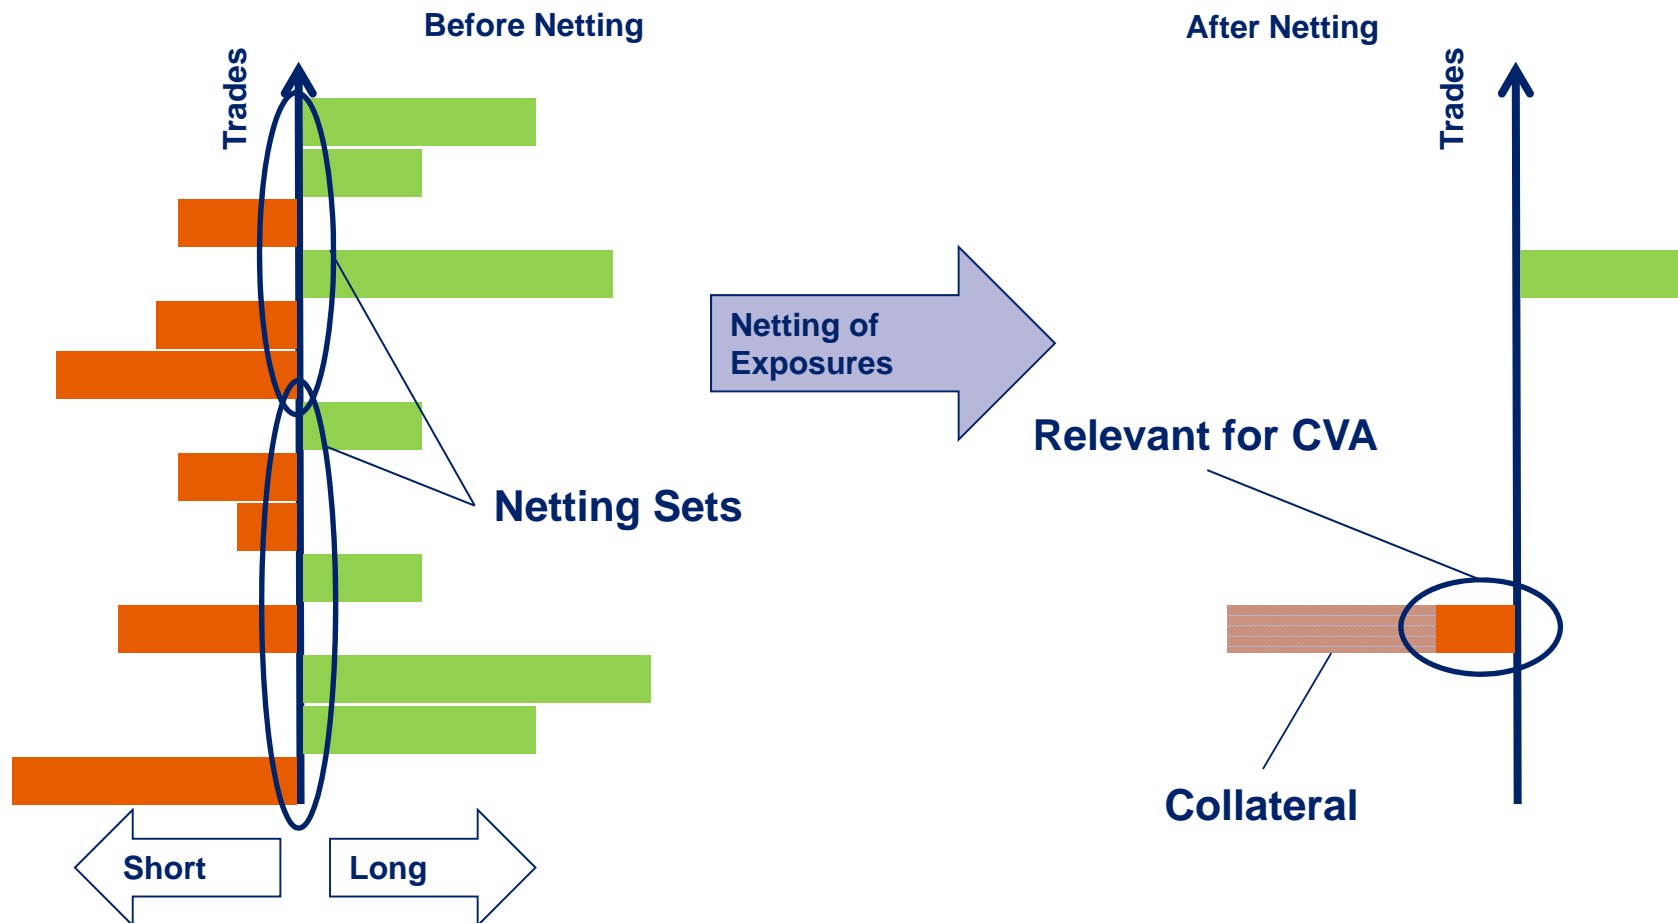 Before Netting
After Netting
Trades
Trades
Netting of
Exposures
Relevant for CVA
Netting Sets
Collateral
Short
Long